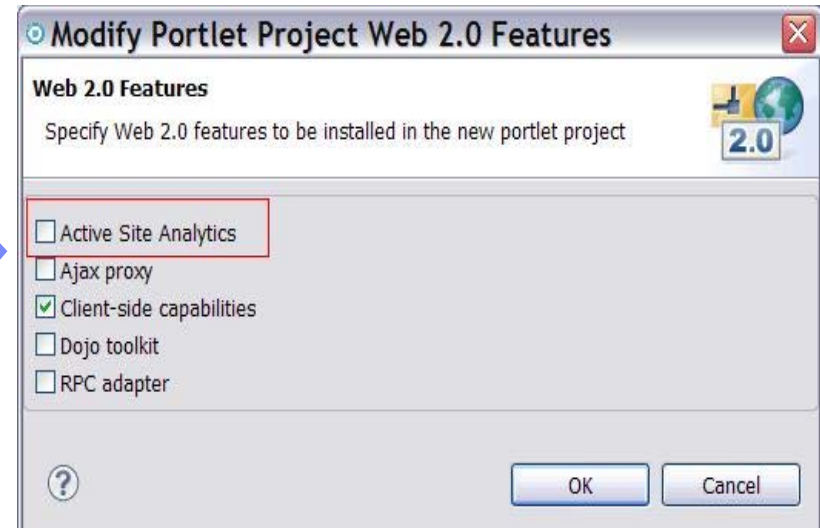 Modify Portlet Project Web 2.0 Features
Web 2.0 Features
Specify Web 2.0 features to be installed in the new portlet project
2.0
Active Site Analytics
Ajax proxy
Client-side capabilities
Dojo toolkit
RPC adapter
?
OK
Cancel